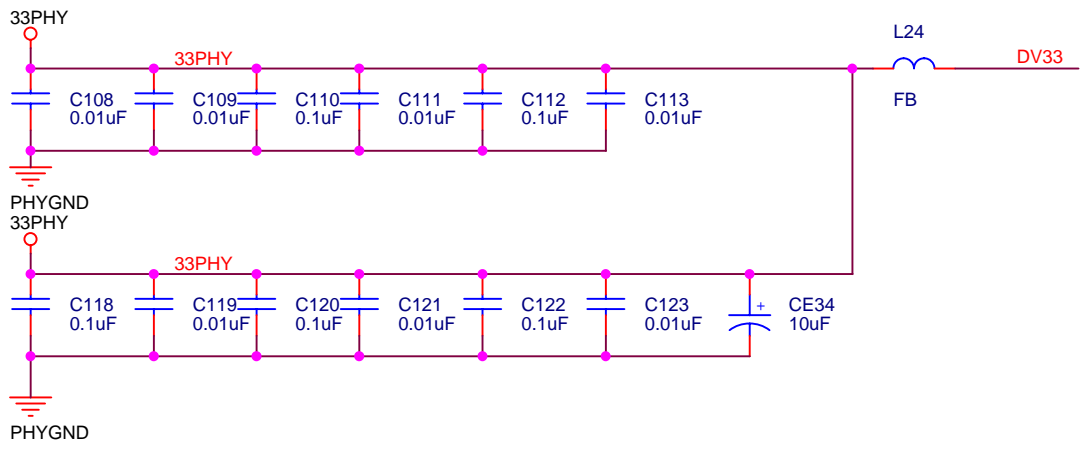 33PHY
L24
33PHY
DV33
C108 C109 C110 C111 C112 C113
0.01uF 0.01uF 0.1uF 0.01uF 0.1uF 0.01uF
FB
PHYGND
33PHY
33PHY
C118 C119 C120 C121 C122 C123 + CE34
0.1uF 0.01uF 0.1uF 0.01uF 0.1uF 0.01uF 10uF
PHYGND